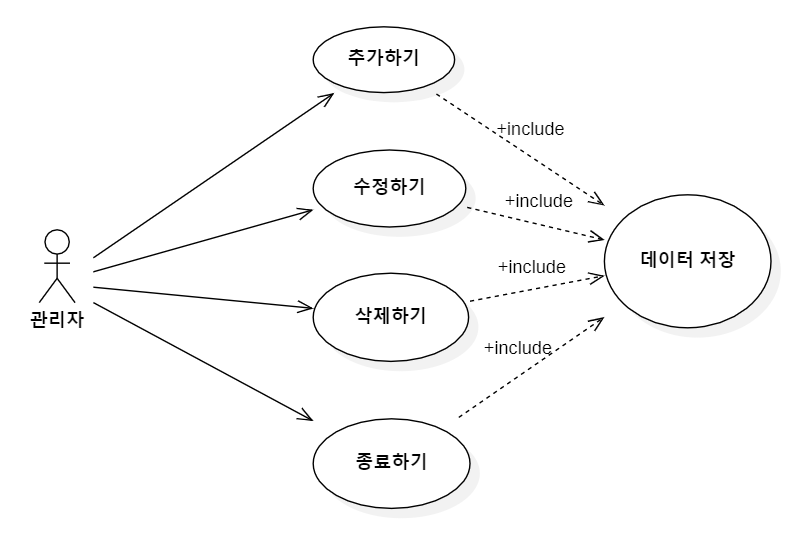 추가하기
+include
수정하기
+include
데이터 저장
+include
삭제하기
관리자
+include
종료하기